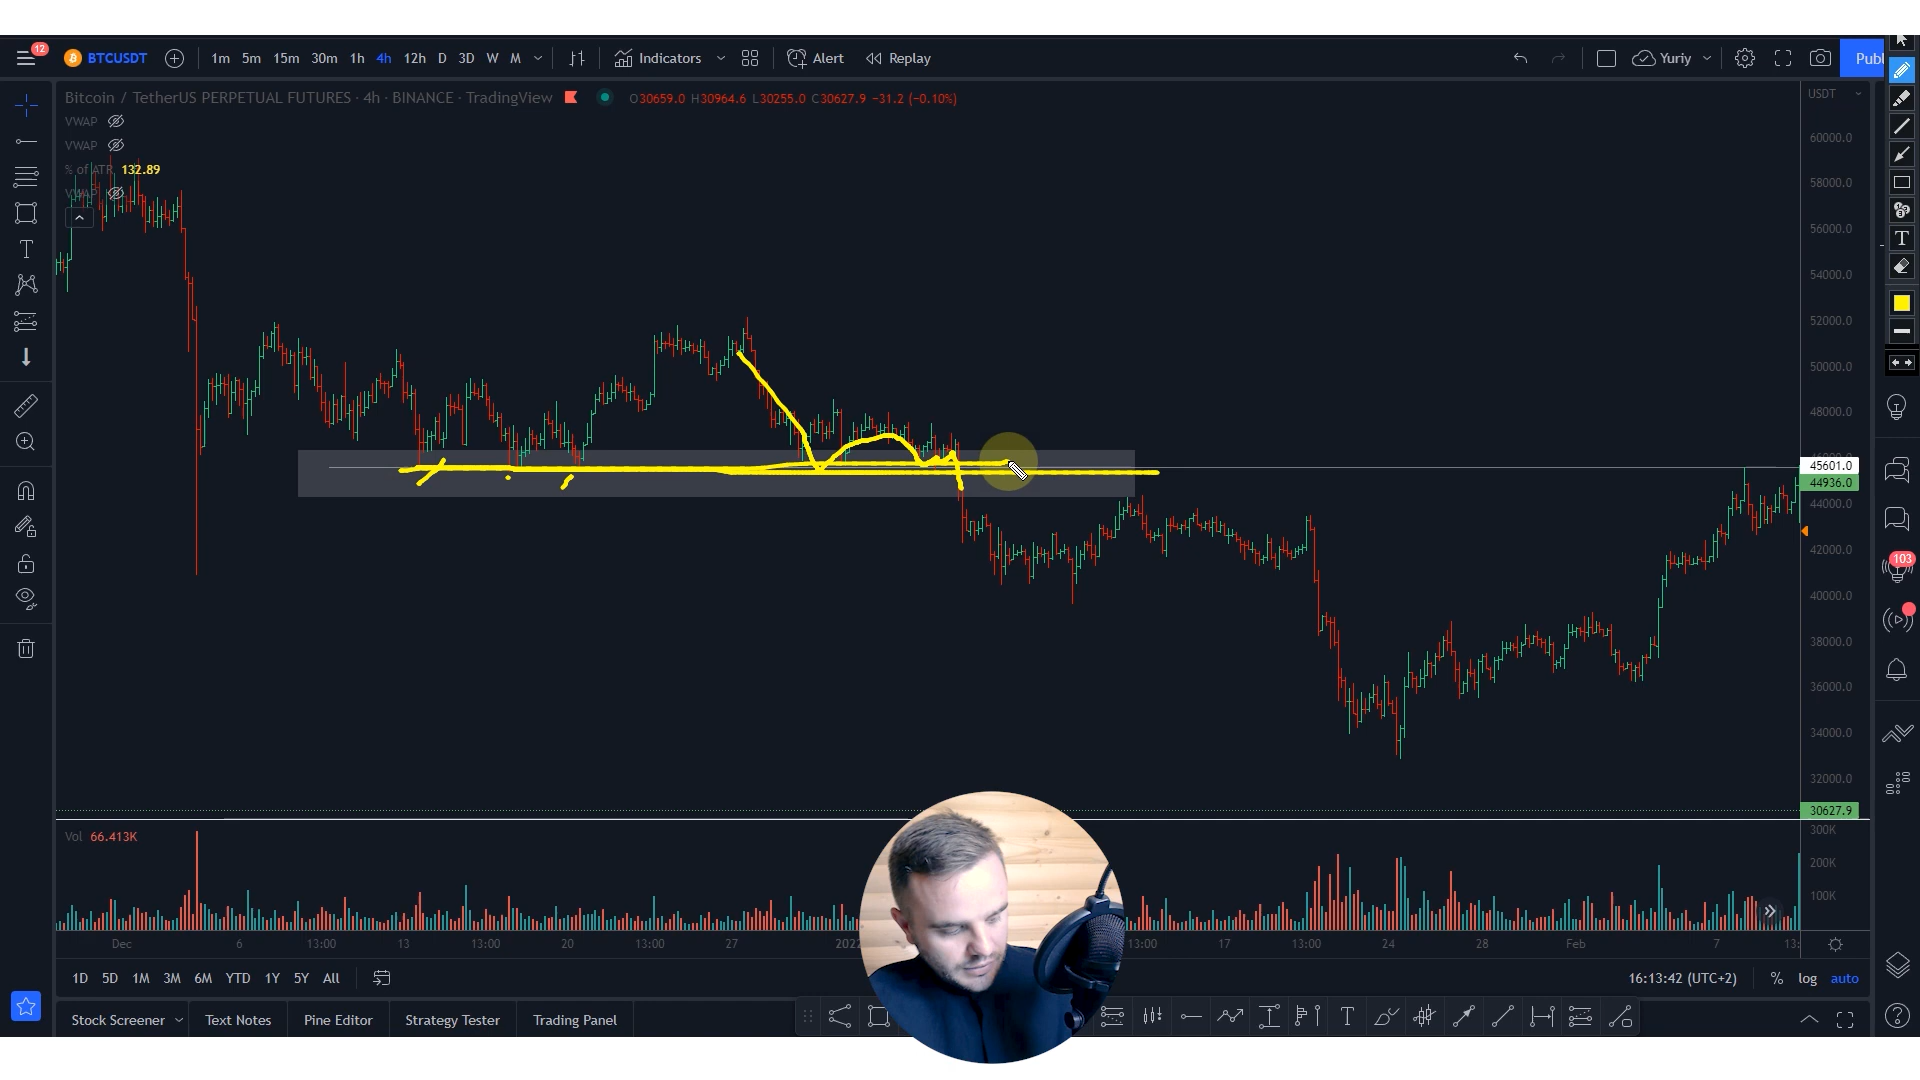 12
BTCUSDT 1m 5m 15m 30m 1h 4h 12h D 3D W M Indicators Alert Replay Yuriy Publ
Bitcoin / TetherUS PERPETUAL FUTURES · 4h · BINANCE · TradingView O30659.0 H30964.6 L30255.0 C30627.9 −31.2 (−0.10%)
USDT
VWAP
VWAP
% of ATR 132.89
VWAP
60000.0
58000.0
56000.0
54000.0
52000.0
50000.0
48000.0
45601.0
44936.0
44000.0
42000.0
40000.0
38000.0
36000.0
34000.0
32000.0
30627.9
103
Vol 66.413K
300K
200K
100K
Dec 6 13:00 13 13:00 20 13:00 27 2022 13:00 17 13:00 24 28 Feb 7 13:
1D 5D 1M 3M 6M YTD 1Y 5Y All 16:13:42 (UTC+2) % log auto
Stock Screener Text Notes Pine Editor Strategy Tester Trading Panel